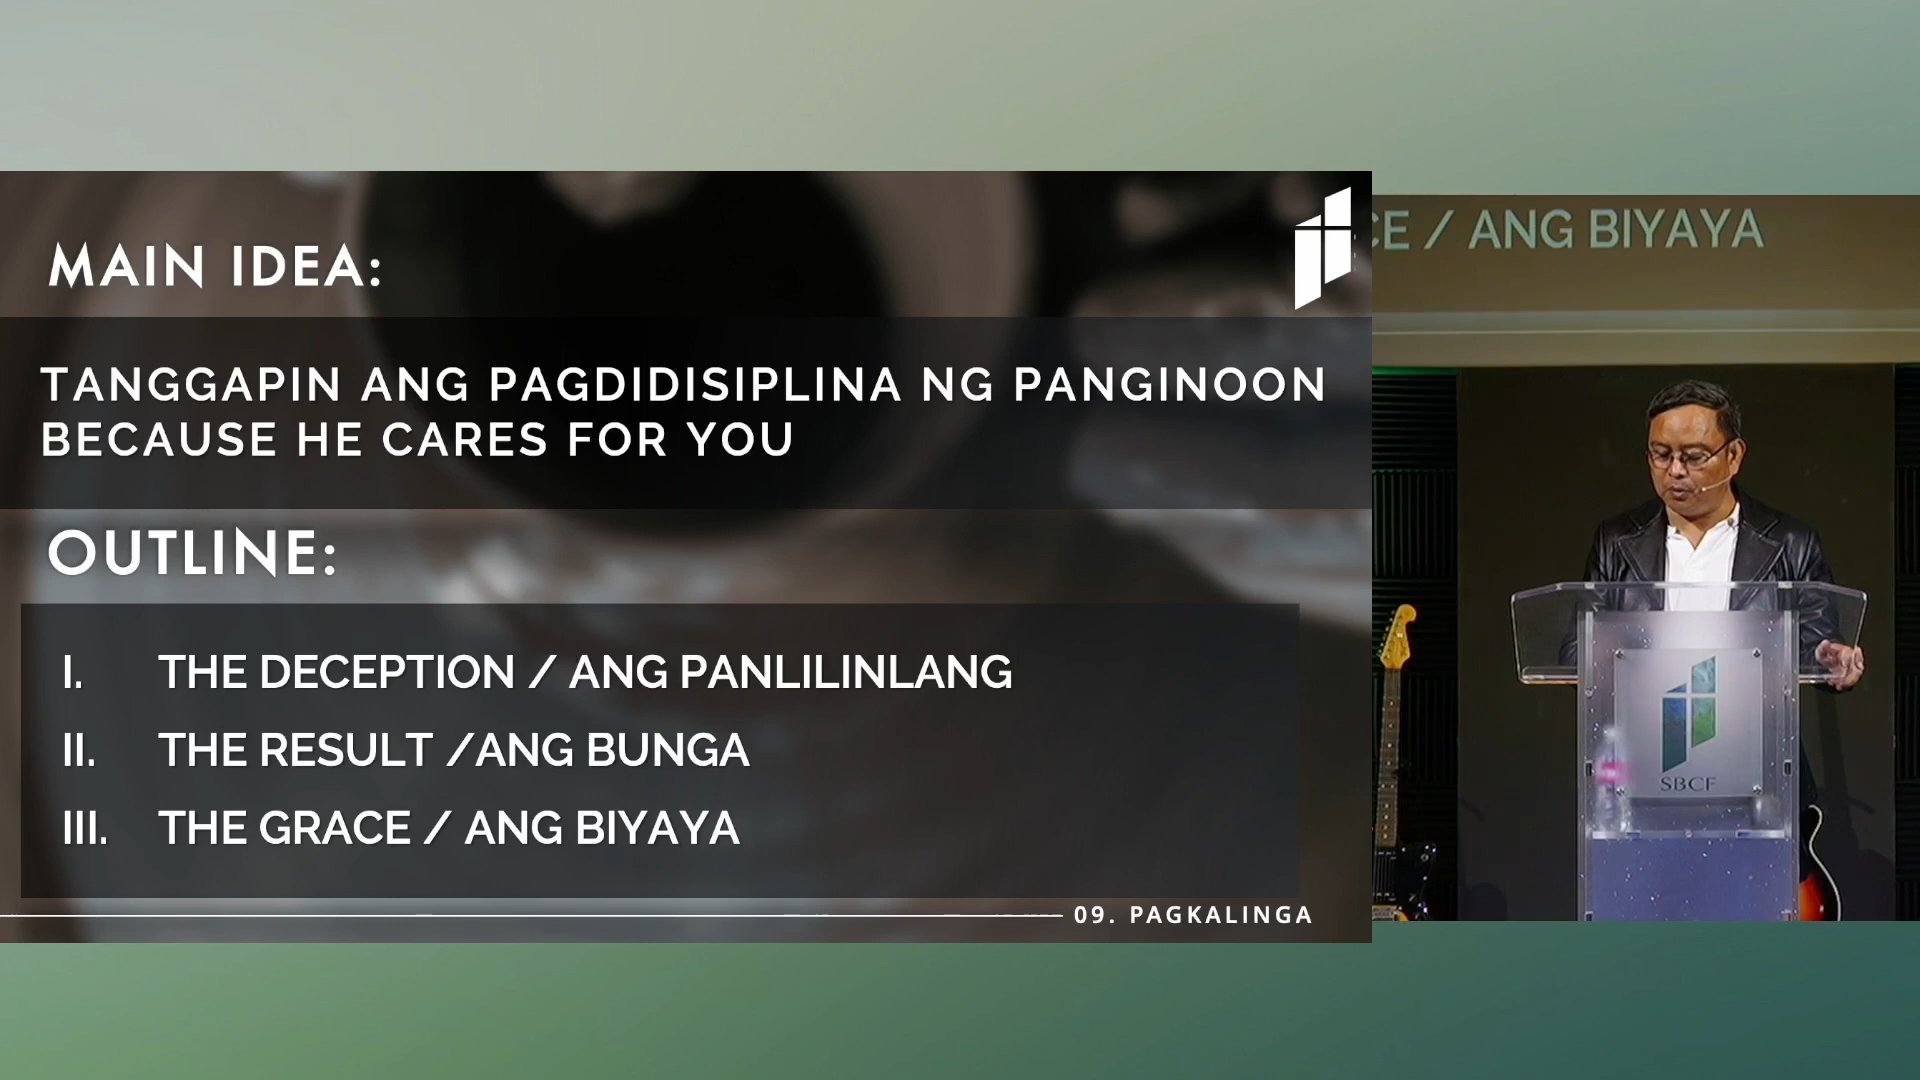 MAIN IDEA:
TANGGAPIN ANG PAGDIDISIPLINA NG PANGINOON
BECAUSE HE CARES FOR YOU
OUTLINE:
I. THE DECEPTION / ANG PANLILINLANG
II. THE RESULT /ANG BUNGA
III. THE GRACE / ANG BIYAYA
09. PAGKALINGA
CE / ANG BIYAYA
SBCF